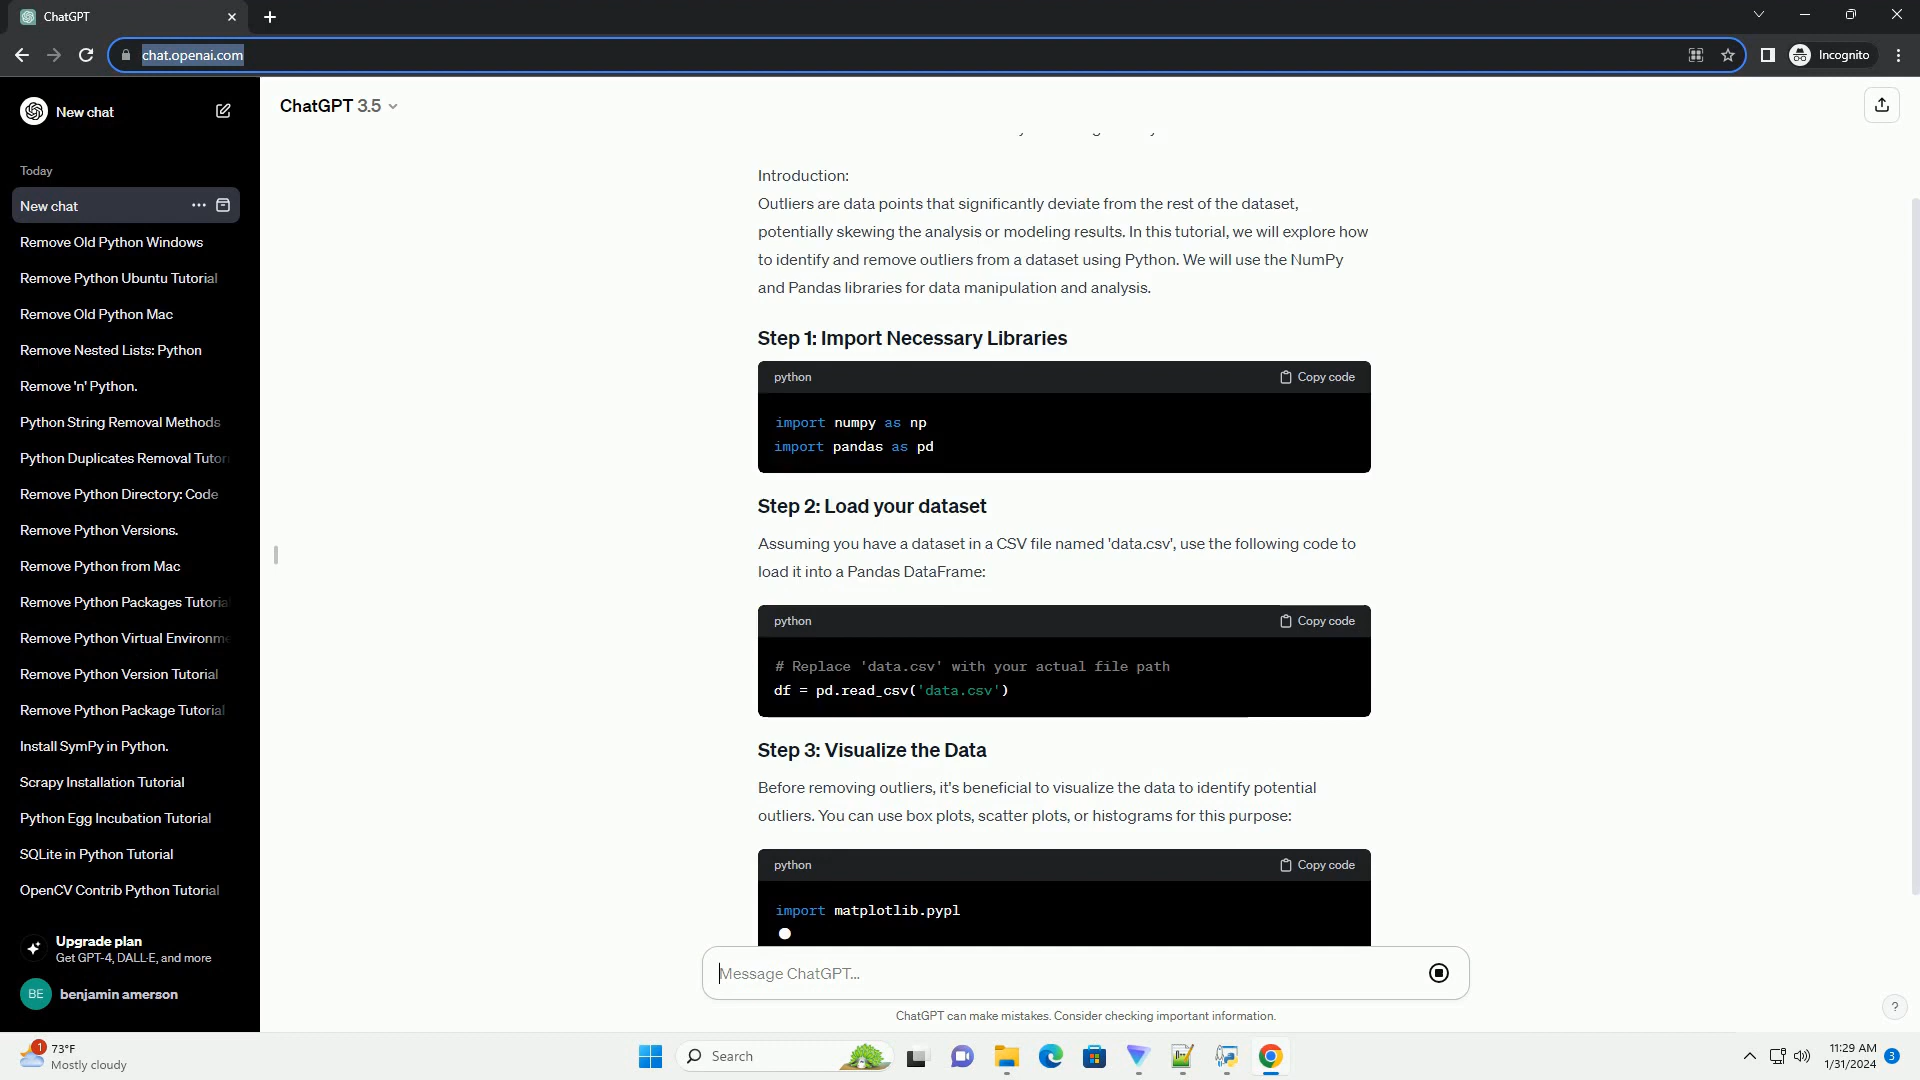 ChatGPT
chat.openai.com
Incognito
New chat
ChatGPT 3.5
Today
New chat
Remove Old Python Windows
Remove Python Ubuntu Tutorial
Remove Old Python Mac
Remove Nested Lists: Python
Remove 'n' Python.
Python String Removal Methods
Python Duplicates Removal Tutor
Remove Python Directory: Code
Remove Python Versions.
Remove Python from Mac
Remove Python Packages Tutoria
Remove Python Virtual Environme
Remove Python Version Tutorial
Remove Python Package Tutorial
Install SymPy in Python.
Scrapy Installation Tutorial
Python Egg Incubation Tutorial
SQLite in Python Tutorial
OpenCV Contrib Python Tutorial
Upgrade plan
Get GPT-4, DALL·E, and more
BE
benjamin amerson
Introduction:
Outliers are data points that significantly deviate from the rest of the dataset,
potentially skewing the analysis or modeling results. In this tutorial, we will explore how
to identify and remove outliers from a dataset using Python. We will use the NumPy
and Pandas libraries for data manipulation and analysis.
Step 1: Import Necessary Libraries
python Copy code
import numpy as np
import pandas as pd
Step 2: Load your dataset
Assuming you have a dataset in a CSV file named 'data.csv', use the following code to
load it into a Pandas DataFrame:
python Copy code
# Replace 'data.csv' with your actual file path
df = pd.read_csv('data.csv')
Step 3: Visualize the Data
Before removing outliers, it's beneficial to visualize the data to identify potential
outliers. You can use box plots, scatter plots, or histograms for this purpose:
python Copy code
import matplotlib.pypl
Message ChatGPT...
ChatGPT can make mistakes. Consider checking important information.
?
1
73°F
Mostly cloudy
Search
11:29 AM
1/31/2024
3